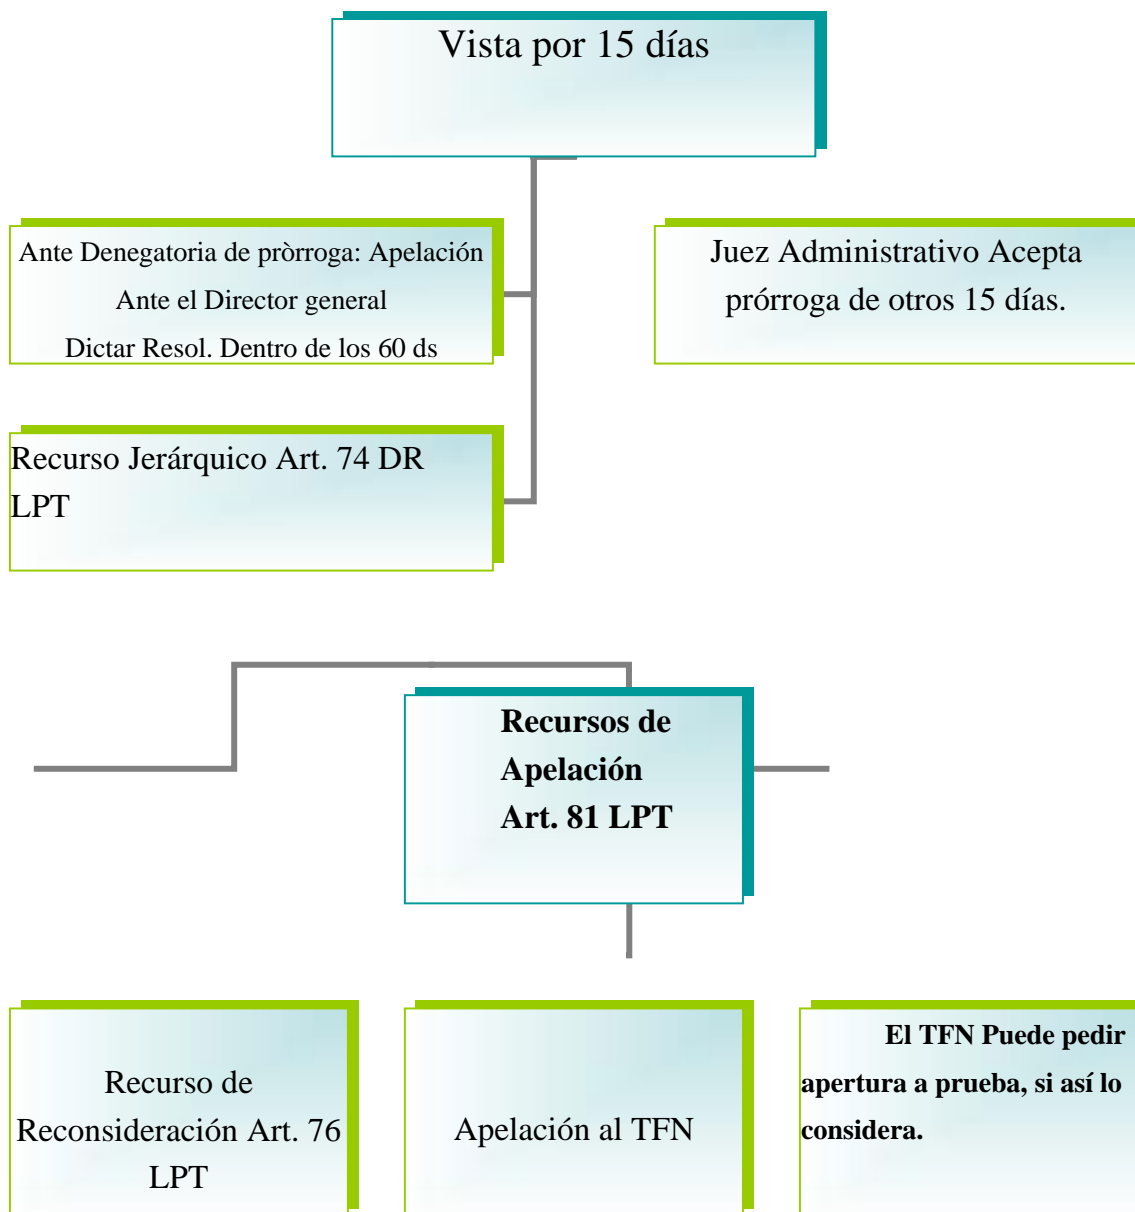 Vista por 15 días
Ante Denegatoria de pròrroga: Apelación
Ante el Director general
Dictar Resol. Dentro de los 60 ds
Juez Administrativo Acepta
prórroga de otros 15 días.
Recurso Jerárquico Art. 74 DR
LPT
Recursos de
Apelación
Art. 81 LPT
Recurso de
Reconsideración Art. 76
LPT
Apelación al TFN
El TFN Puede pedir
apertura a prueba, si así lo
considera.